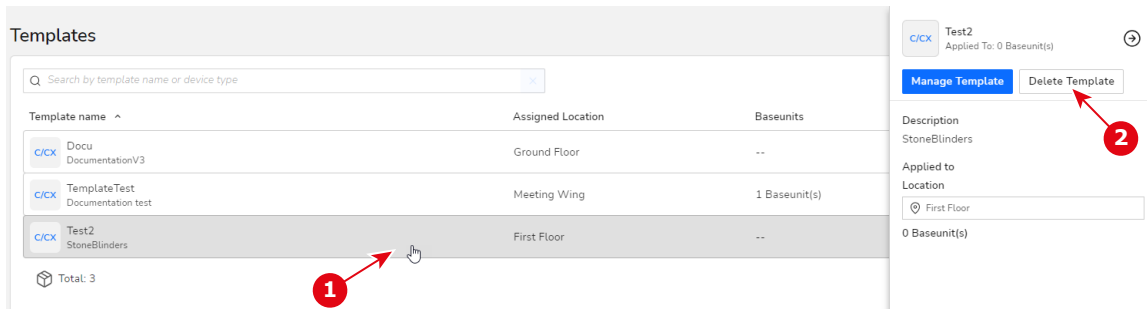 Templates
Search by template name or device type
Template name
Assigned Location
Baseunits
C/CX
Docu
DocumentationV3
Ground Floor
--
C/CX
TemplateTest
Documentation test
Meeting Wing
1 Baseunit(s)
C/CX
Test2
StoneBlinders
First Floor
--
Total: 3
1
C/CX
Test2
Applied To: 0 Baseunit(s)
Manage Template
Delete Template
2
Description
StoneBlinders
Applied to
Location
First Floor
0 Baseunit(s)